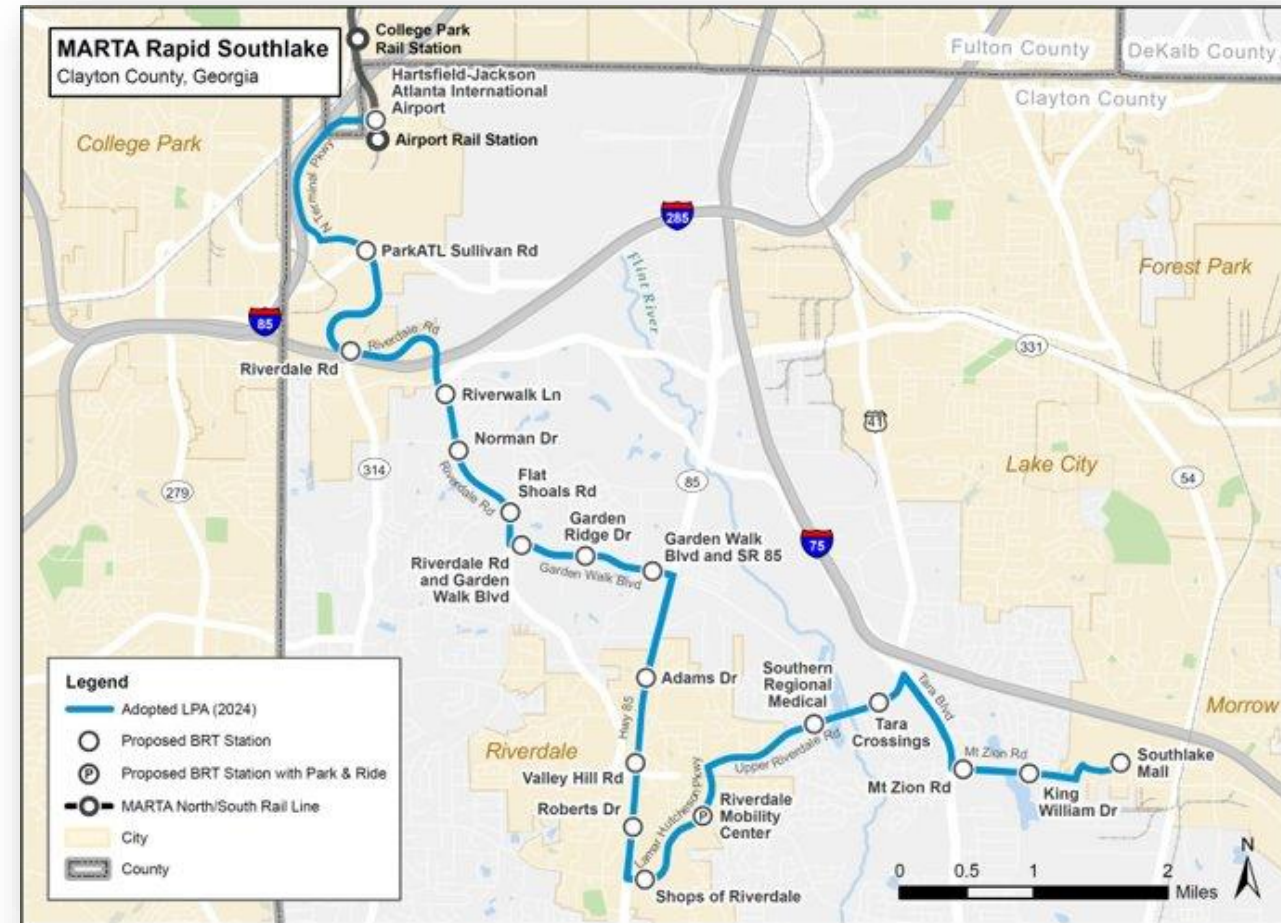 MARTA Rapid Southlake
Clayton County, Georgia
College Park
Rail Station
Hartsfield-Jackson
Atlanta International
Airport
Airport Rail Station
Fulton County
DeKalb County
Clayton County
College Park
N Terminal Pkwy
ParkATL Sullivan Rd
285
Flint River
Forest Park
85
Riverdale Rd
Riverdale Rd
331
Riverwalk Ln
41
Norman Dr
Lake City
314
Riverdale Rd
Flat
Shoals Rd
85
279
54
Garden
Ridge Dr
Garden Walk
Blvd and SR 85
75
Riverdale Rd
and Garden
Walk Blvd
Garden Walk Blvd
Legend
Adopted LPA (2024)
Proposed BRT Station
P
Proposed BRT Station with Park & Ride
MARTA North/South Rail Line
City
County
Adams Dr
Southern
Regional
Medical
Tara Blvd
Hwy 85
Tara
Crossings
Morrow
Riverdale
Upper Riverdale Rd
Mt Zion Rd
Southlake
Mall
Valley Hill Rd
Mt Zion Rd
King
William Dr
Roberts Dr
Lamar Hutcheson Pkwy
P
Riverdale
Mobility
Center
Shops of Riverdale
N
0 0.5 1 2
Miles